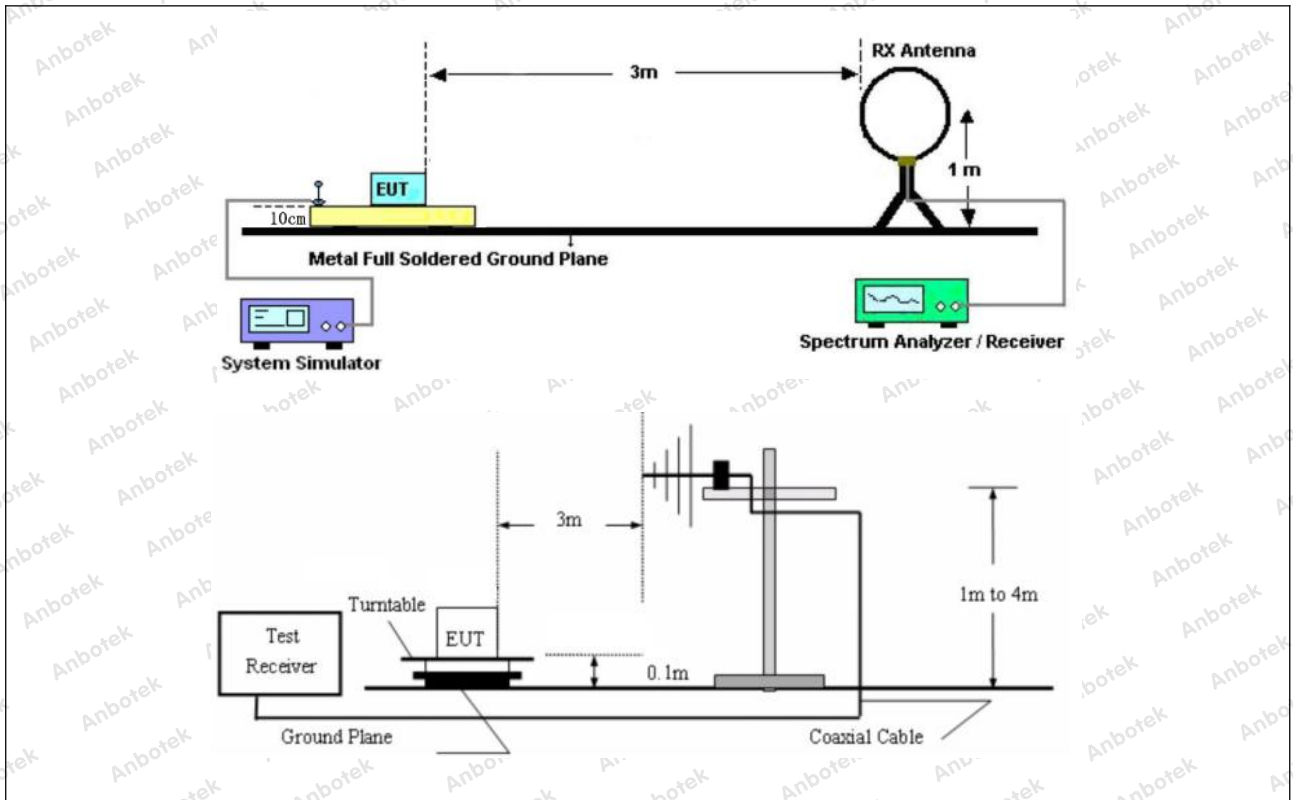 RX Antenna
3m
EUT
1 m
10cm
Metal Full Soldered Ground Plane
System Simulator
Spectrum Analyzer / Receiver
3m
1m to 4m
Turntable
EUT
Test
Receiver
0.1m
Ground Plane
Coaxial Cable
Anbotek